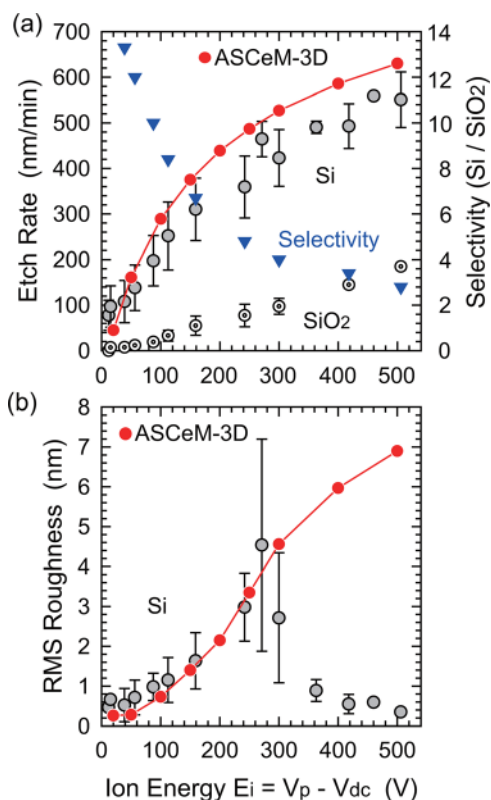 (a)
700
600
500
400
300
200
100
0
Etch Rate (nm/min)
ASCeM-3D
Si
Selectivity
SiO2
14
12
10
8
6
4
2
0
Selectivity (Si / SiO2)
0 100 200 300 400 500
(b)
8
7
6
5
4
3
2
1
0
RMS Roughness (nm)
ASCeM-3D
Si
0 100 200 300 400 500
Ion Energy Ei = Vp - Vdc (V)